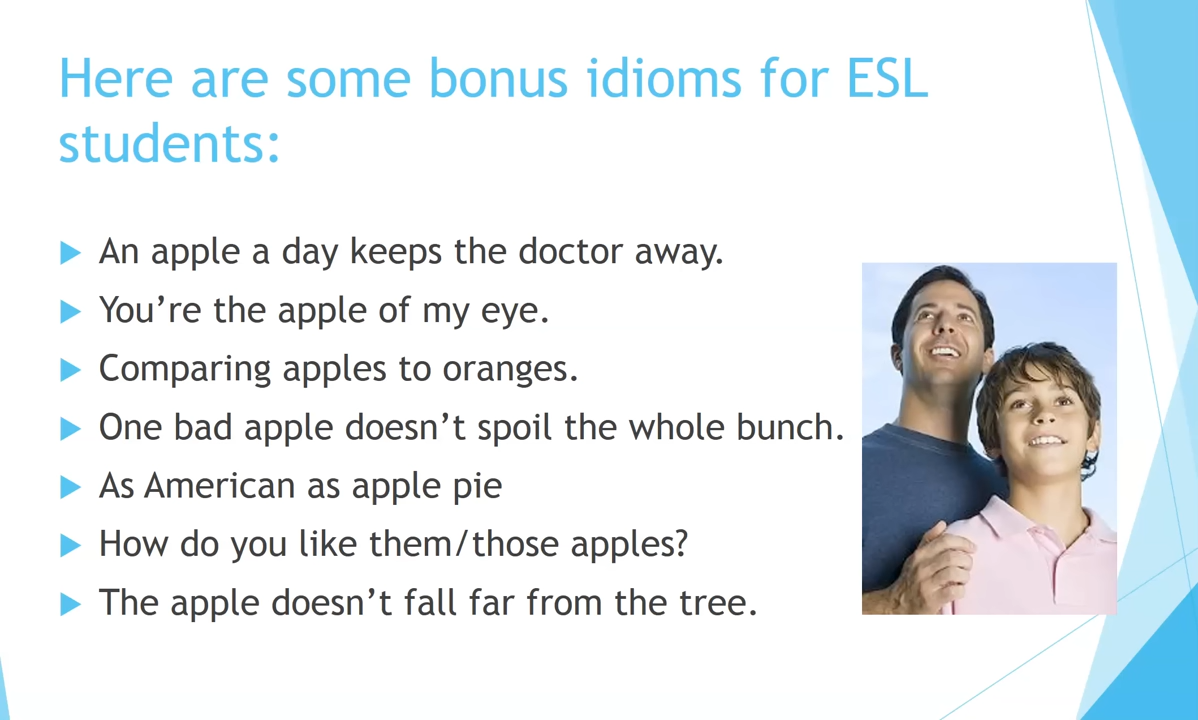 Here are some bonus idioms for ESL
students:
An apple a day keeps the doctor away.
You’re the apple of my eye.
Comparing apples to oranges.
One bad apple doesn’t spoil the whole bunch.
As American as apple pie
How do you like them/those apples?
The apple doesn’t fall far from the tree.